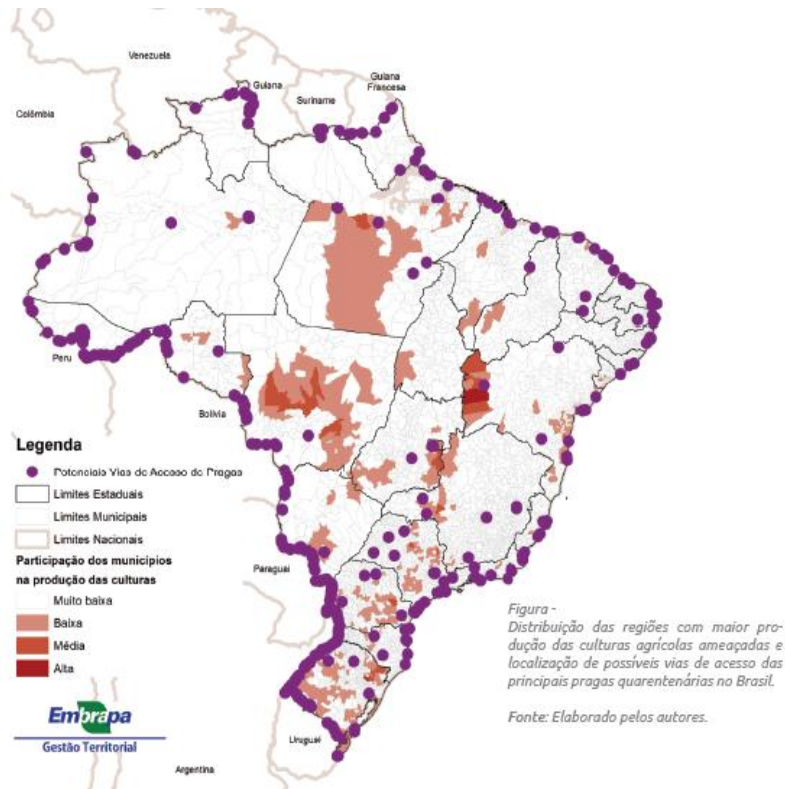 Venezuela
Guiana
Suriname
Guiana
Francesa
Colômbia
Peru
Bolívia
Legenda
Potenciais Vias de Acesso de Pragas
Limites Estaduais
Limites Municipais
Limites Nacionais
Participação dos municípios
na produção das culturas
Muito baixa
Baixa
Média
Alta
Paraguai
Figura -
Distribuição das regiões com maior pro-
dução das culturas agrícolas ameaçadas e
localização de possíveis vias de acesso das
principais pragas quarentenárias no Brasil.
Fonte: Elaborado pelos autores.
Embrapa
Gestão Territorial
Uruguai
Argentina